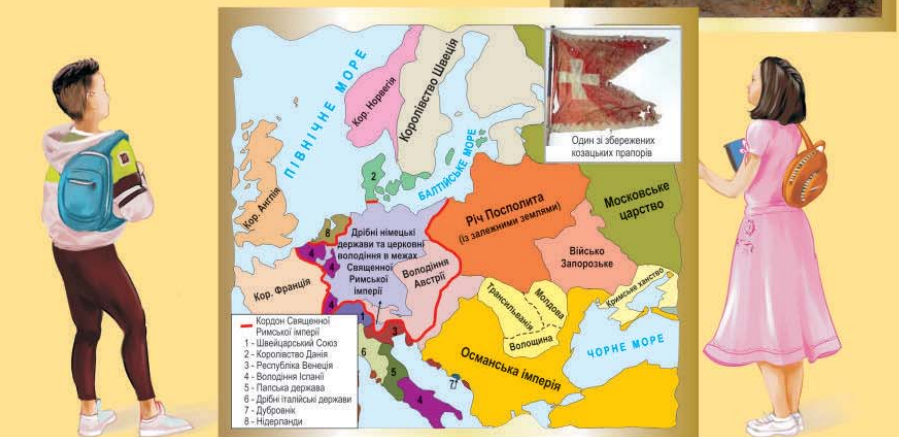 ПІВНІЧНЕ МОРЕ
Кор. Норвегія
Королівство Швеція
Один зі збережених
козацьких прапорів
БАЛТІЙСЬКЕ МОРЕ
2
Кор. Англія
8
4
4
Дрібні німецькі
держави та церковні
володіння в межах
Священної
Римської
імперії
Річ Посполита
(із залежними землями)
Московське
царство
Військо
Запорозьке
Володіння
Австрії
Кор. Франція
4
1
3
6
5
4
7
Трансильванія
Молдова
Волощина
Кримське ханство
ЧОРНЕ МОРЕ
Османська імперія
Кордон Священної
Римської імперії
1 - Швейцарський Союз
2 - Королівство Данія
3 - Республіка Венеція
4 - Володіння Іспанії
5 - Папська держава
6 - Дрібні італійські держави
7 - Дубровнік
8 - Нідерланди